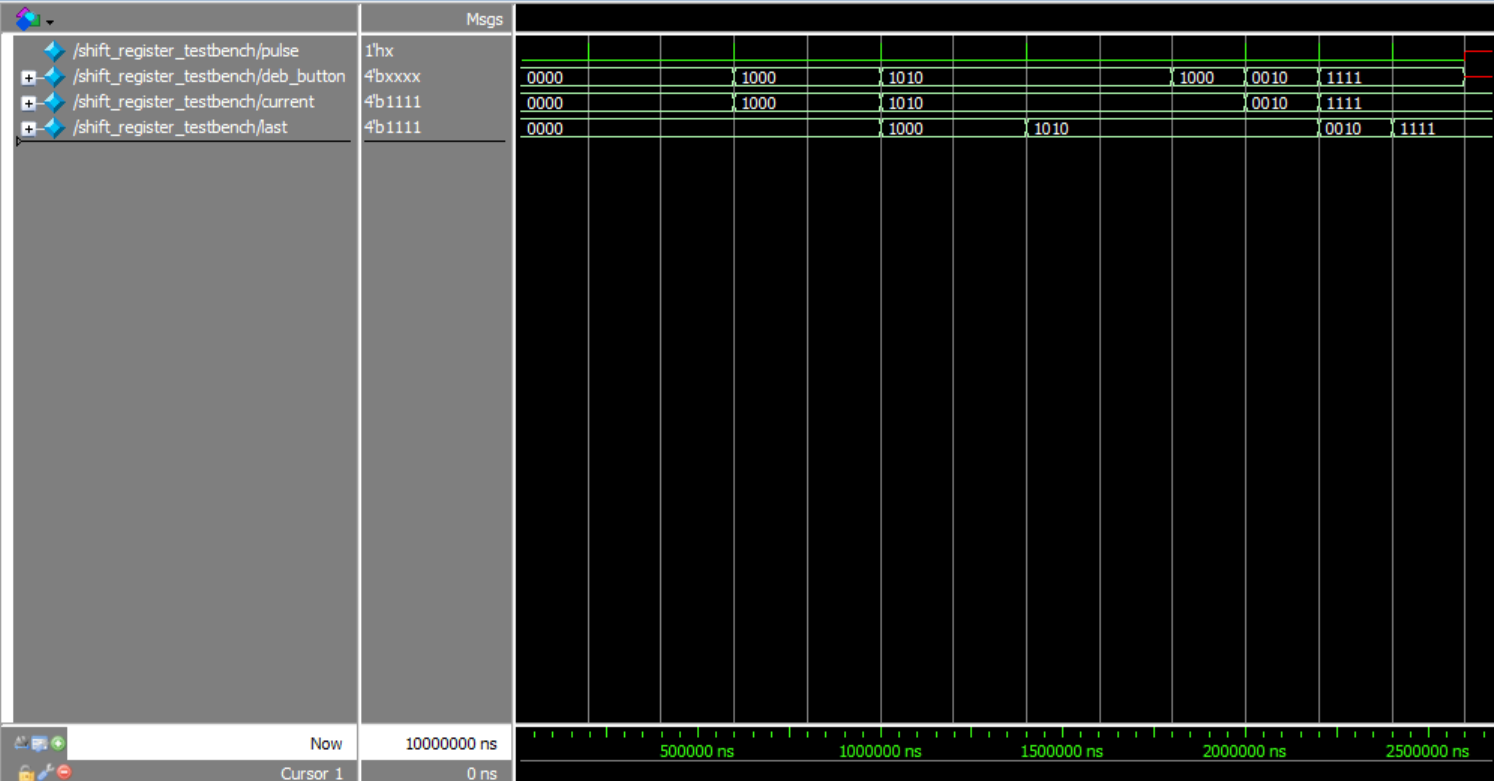 Msgs
/shift_register_testbench/pulse 1'hx
/shift_register_testbench/deb_button 4'bxxxx 0000 1000 1010 1000 0010 1111
/shift_register_testbench/current 4'b1111 0000 1000 1010 0010 1111
/shift_register_testbench/last 4'b1111 0000 1000 1010 0010 1111
Now 10000000 ns 500000 ns 1000000 ns 1500000 ns 2000000 ns 2500000 ns
Cursor 1 0 ns